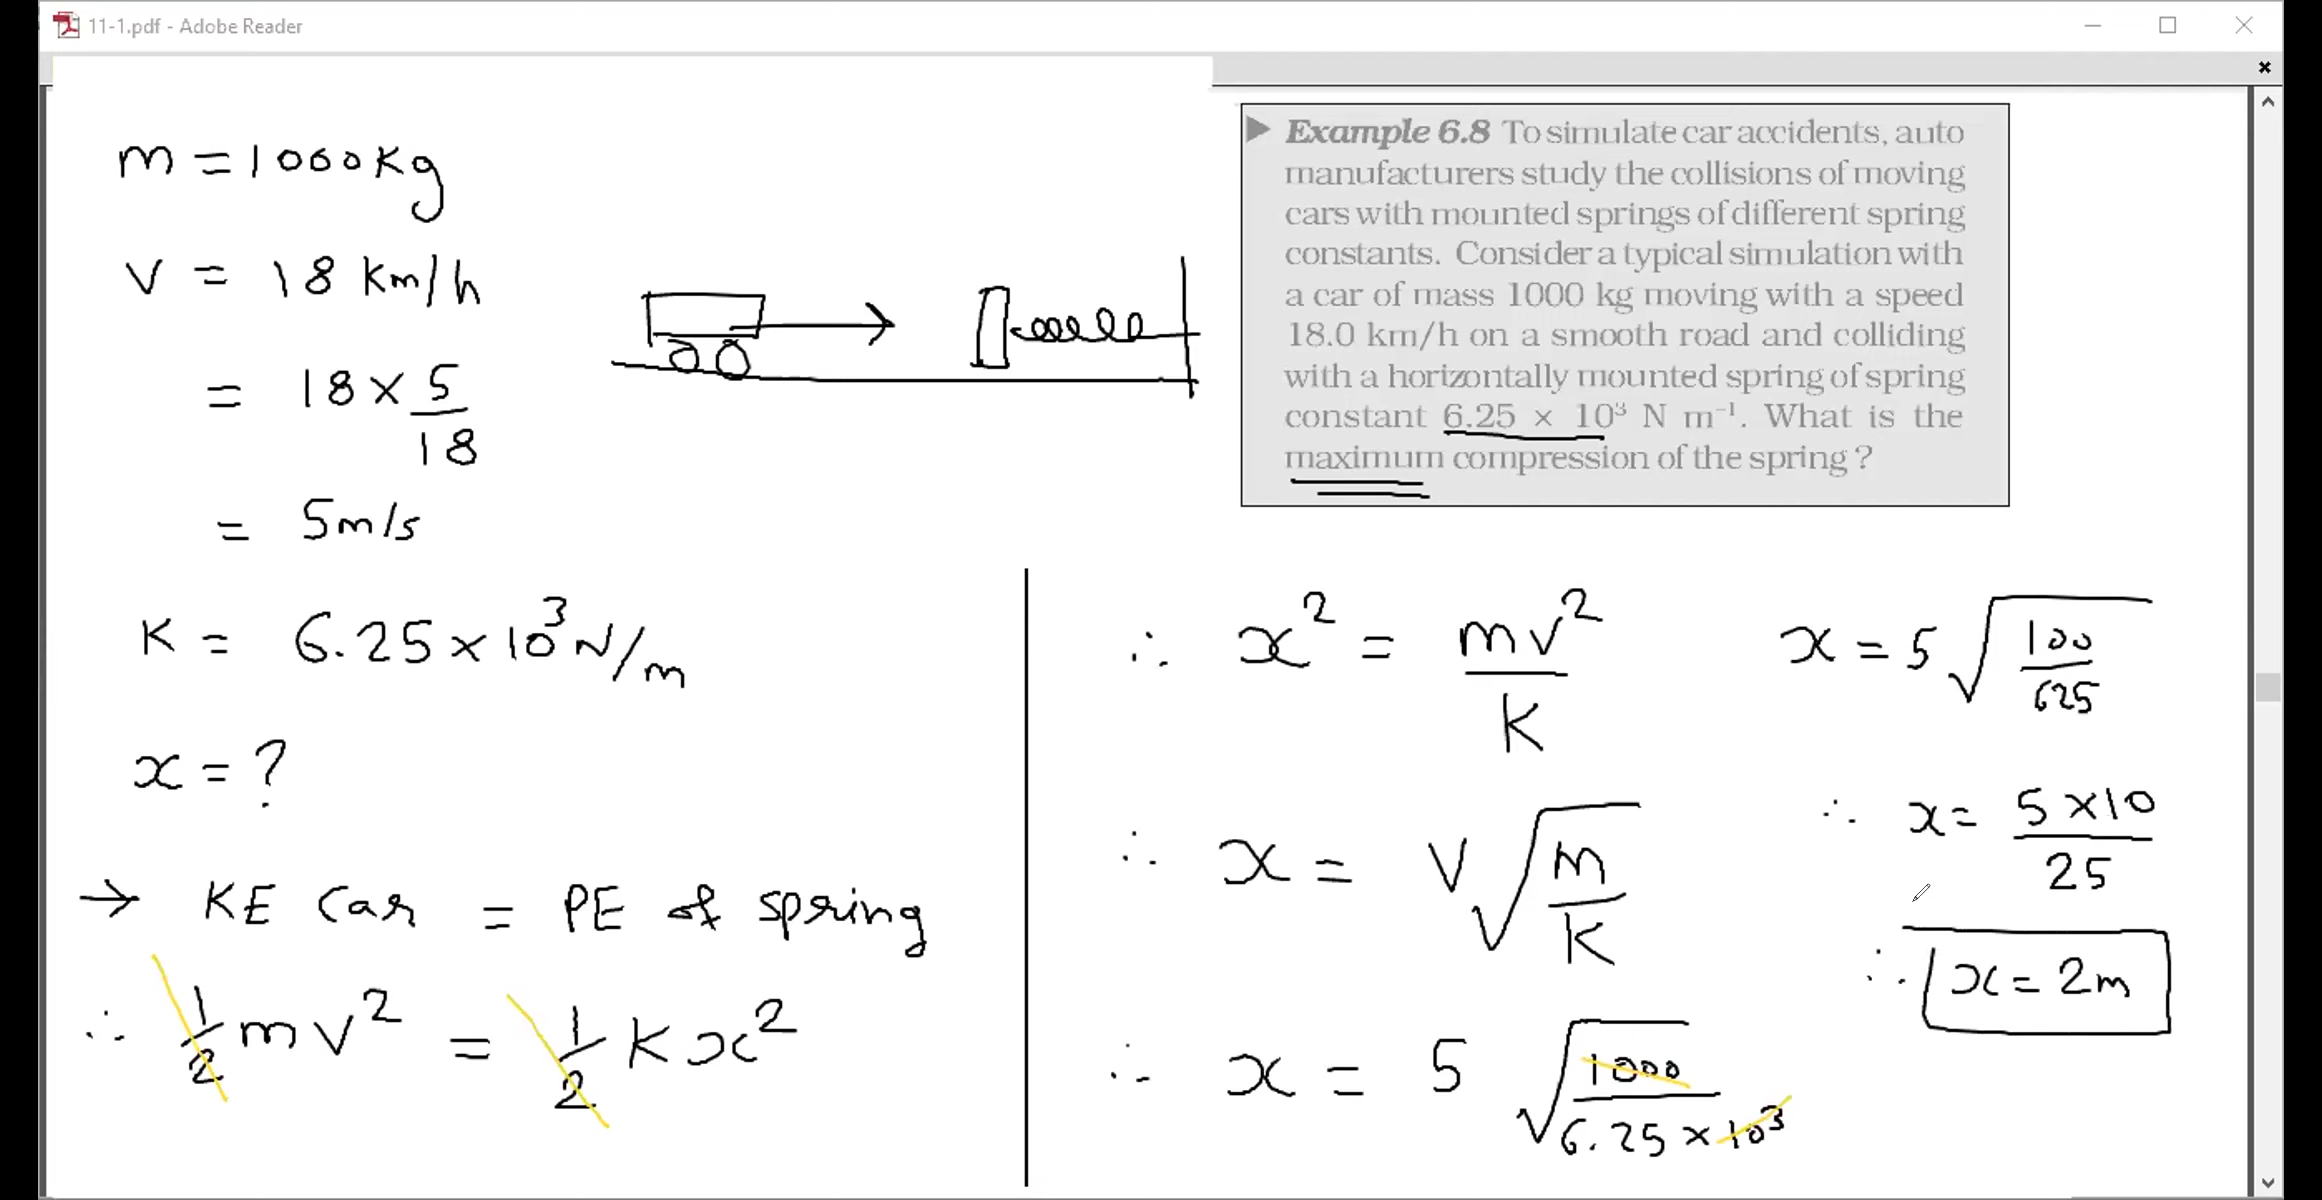 11-1.pdf - Adobe Reader
m = 1000 Kg
v = 18 Km/h
= 18 × 5/18
= 5m/s
K = 6.25 × 10³ N/m
x = ?
→ KE Car = PE of spring
∴ 1/2 m v² = 1/2 K x²
▶ Example 6.8 To simulate car accidents, auto
manufacturers study the collisions of moving
cars with mounted springs of different spring
constants. Consider a typical simulation with
a car of mass 1000 kg moving with a speed
18.0 km/h on a smooth road and colliding
with a horizontally mounted spring of spring
constant 6.25 × 10³ N m⁻¹. What is the
maximum compression of the spring ?
∴ x² = mv²/K
∴ x = v √(m/K)
∴ x = 5 √(1000/6.25 × 10³)
x = 5 √(100/625)
∴ x = 5 × 10/25
∴ x = 2m